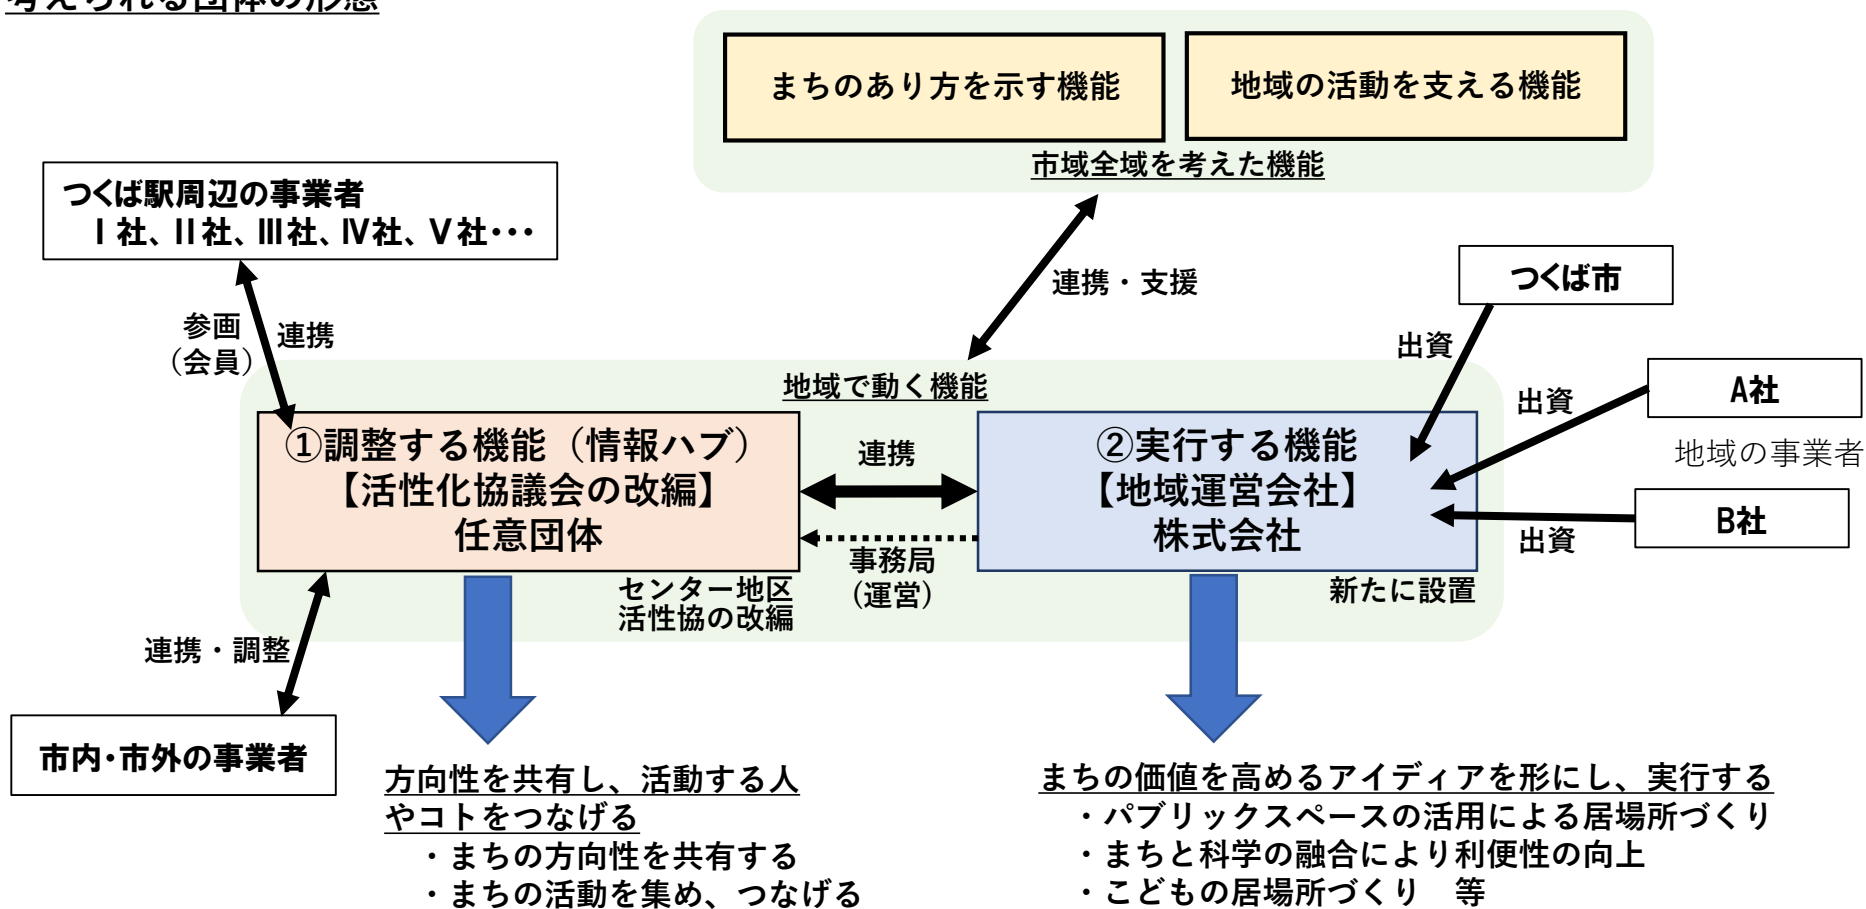 考えられる団体の形態
まちのあり方を示す機能
地域の活動を支える機能
市域全域を考えた機能
つくば駅周辺の事業者
Ⅰ社、Ⅱ社、Ⅲ社、Ⅳ社、Ⅴ社・・・
連携・支援
つくば市
参画
（会員）
連携
出資
地域で動く機能
A社
出資
地域の事業者
①調整する機能（情報ハブ）
【活性化協議会の改編】
任意団体
連携
②実行する機能
【地域運営会社】
株式会社
B社
出資
事務局
（運営）
センター地区
活性協の改編
新たに設置
連携・調整
市内・市外の事業者
方向性を共有し、活動する人
やコトをつなげる
・まちの方向性を共有する
・まちの活動を集め、つなげる
まちの価値を高めるアイディアを形にし、実行する
・パブリックスペースの活用による居場所づくり
・まちと科学の融合により利便性の向上
・こどもの居場所づくり　等